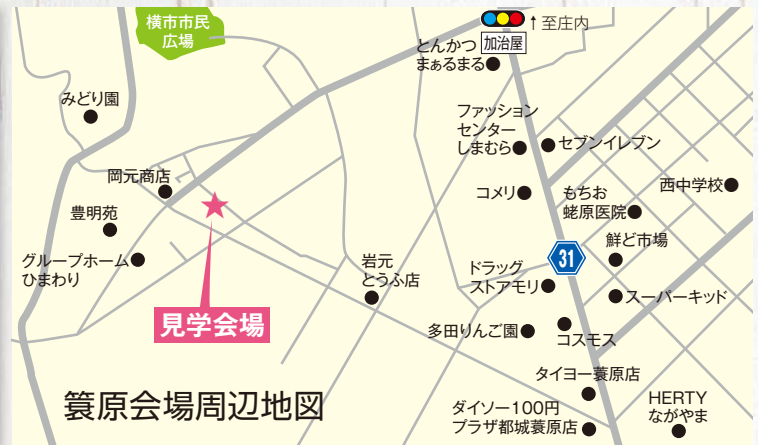 横市市民
広場
↑至庄内
加治屋
とんかつ
まぁるまる
みどり園
ファッション
センター
しまむら
セブンイレブン
岡元商店
コメリ
もちお
蛯原医院
西中学校
豊明苑
鮮ど市場
グループホーム
ひまわり
岩元
とうふ店
ドラッグ
ストアモリ
31
スーパーキッド
見学会場
多田りんご園
コスモス
タイヨー蓑原店
簑原会場周辺地図
ダイソー100円
プラザ都城蓑原店
HERTY
ながやま